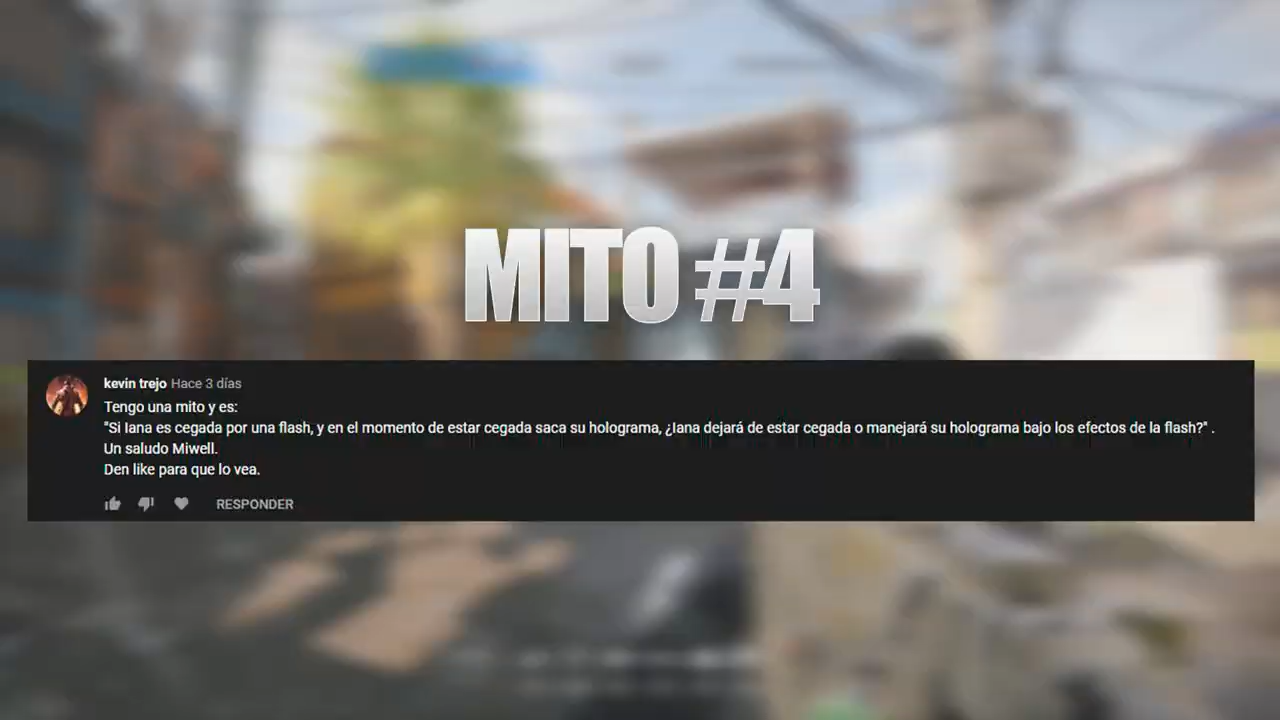 MITO #4
kevin trejo Hace 3 días
Tengo una mito y es:
"Si Iana es cegada por una flash, y en el momento de estar cegada saca su holograma, ¿Iana dejará de estar cegada o manejará su holograma bajo los efectos de la flash?" .
Un saludo Miwell.
Den like para que lo vea.
RESPONDER